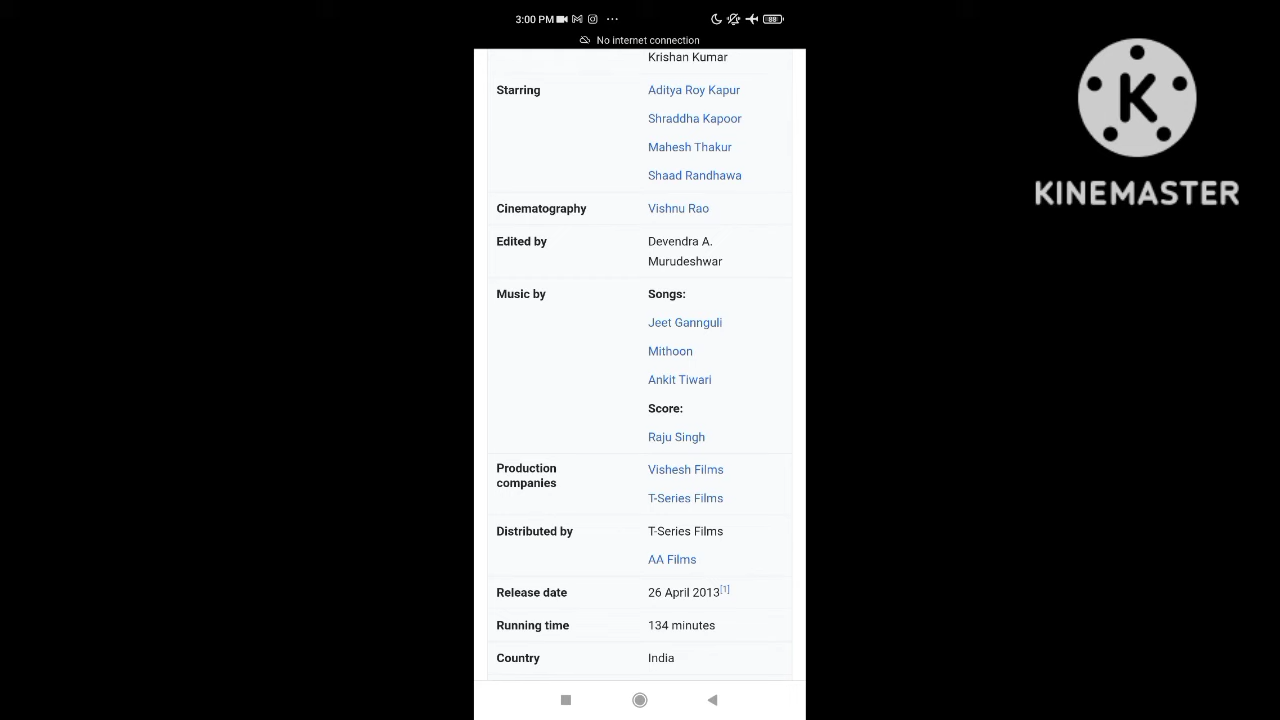 3:00 PM
88
No internet connection
Krishan Kumar
Starring
Aditya Roy Kapur
Shraddha Kapoor
Mahesh Thakur
Shaad Randhawa
Cinematography
Vishnu Rao
Edited by
Devendra A.
Murudeshwar
Music by
Songs:
Jeet Gannguli
Mithoon
Ankit Tiwari
Score:
Raju Singh
Production
companies
Vishesh Films
T-Series Films
Distributed by
T-Series Films
AA Films
Release date
26 April 2013[1]
Running time
134 minutes
Country
India
K
KINEMASTER